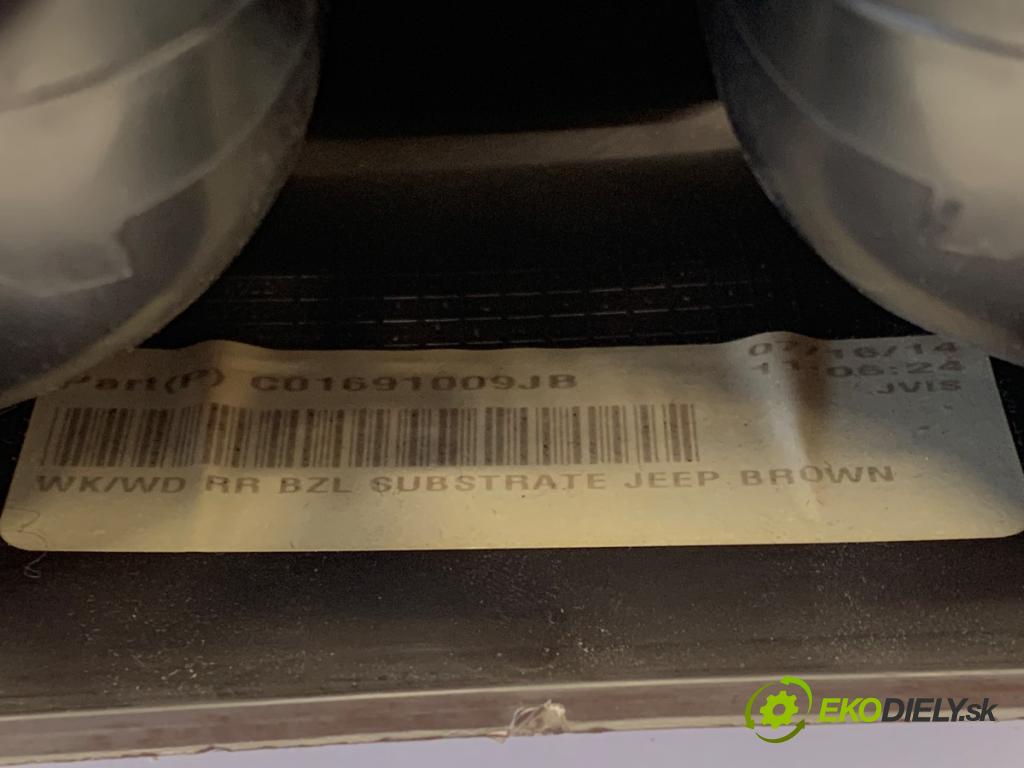 Part(P) C01691009JB
07/16/14
11:06:24
JVIS
WK/WD RR BZL SUBSTRATE JEEP BROWN
EKODIELY.sk